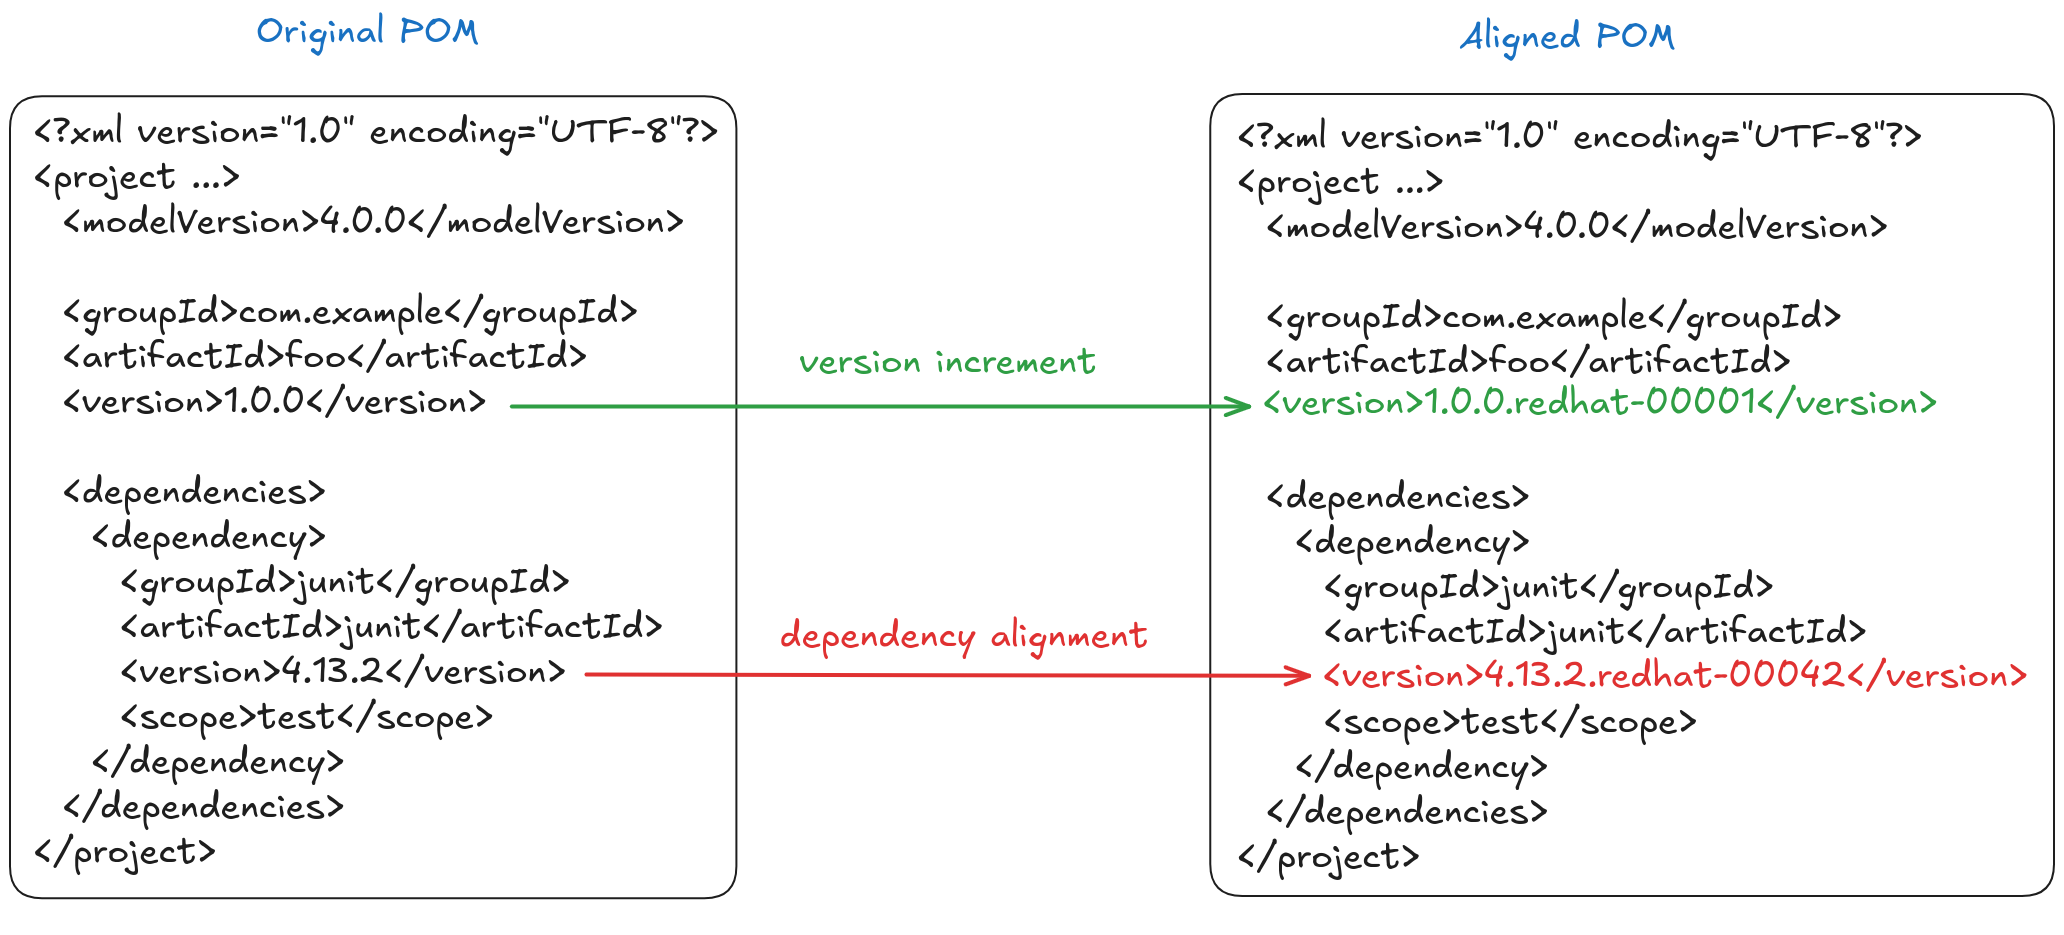 Original POM
<?xml version="1.0" encoding="UTF-8"?>
<project ...>
<modelVersion>4.0.0</modelVersion>
<groupId>com.example</groupId>
<artifactId>foo</artifactId>
<version>1.0.0</version>
<dependencies>
<dependency>
<groupId>junit</groupId>
<artifactId>junit</artifactId>
<version>4.13.2</version>
<scope>test</scope>
</dependency>
</dependencies>
</project>
version increment
dependency alignment
Aligned POM
<?xml version="1.0" encoding="UTF-8"?>
<project ...>
<modelVersion>4.0.0</modelVersion>
<groupId>com.example</groupId>
<artifactId>foo</artifactId>
<version>1.0.0.redhat-00001</version>
<dependencies>
<dependency>
<groupId>junit</groupId>
<artifactId>junit</artifactId>
<version>4.13.2.redhat-00042</version>
<scope>test</scope>
</dependency>
</dependencies>
</project>